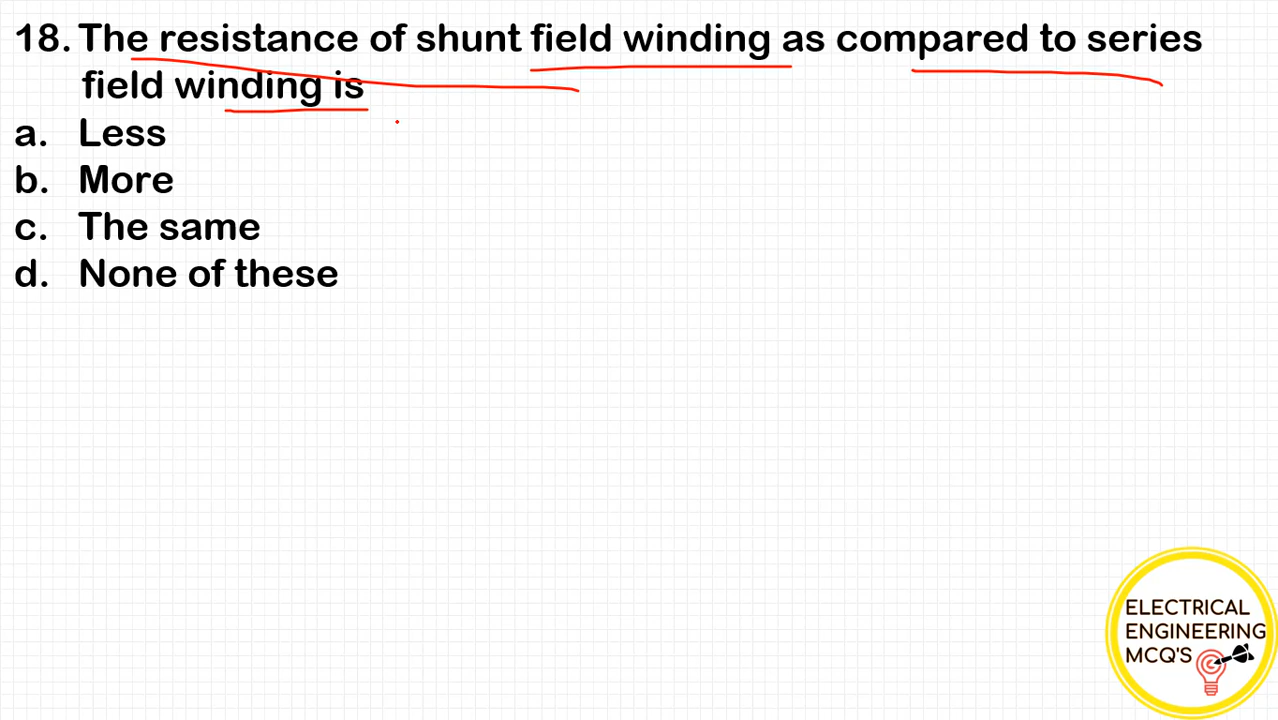 18. The resistance of shunt field winding as compared to series
field winding is
a. Less
b. More
c. The same
d. None of these
ELECTRICAL
ENGINEERING
MCQ'S